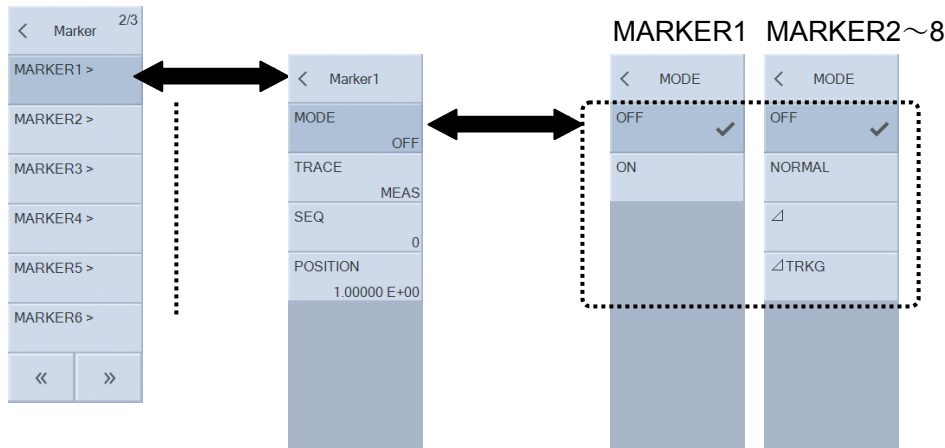 < Marker 2/3
MARKER1 >
MARKER2 >
MARKER3 >
MARKER4 >
MARKER5 >
MARKER6 >
« »
< Marker1
MODE
OFF
TRACE
MEAS
SEQ
0
POSITION
1.00000 E+00
MARKER1
< MODE
OFF ✓
ON
MARKER2～8
< MODE
OFF ✓
NORMAL
⊿
⊿TRKG